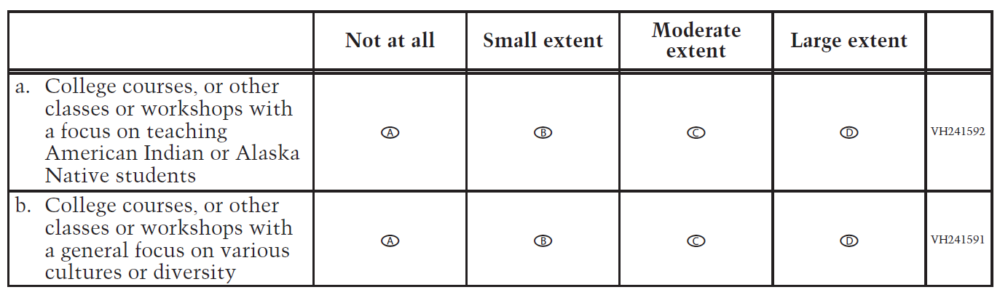 Not at all Small extent Moderate extent Large extent
a. College courses, or other
classes or workshops with
a focus on teaching
American Indian or Alaska
Native students
A B C D VH241592
b. College courses, or other
classes or workshops with
a general focus on various
cultures or diversity
A B C D VH241591